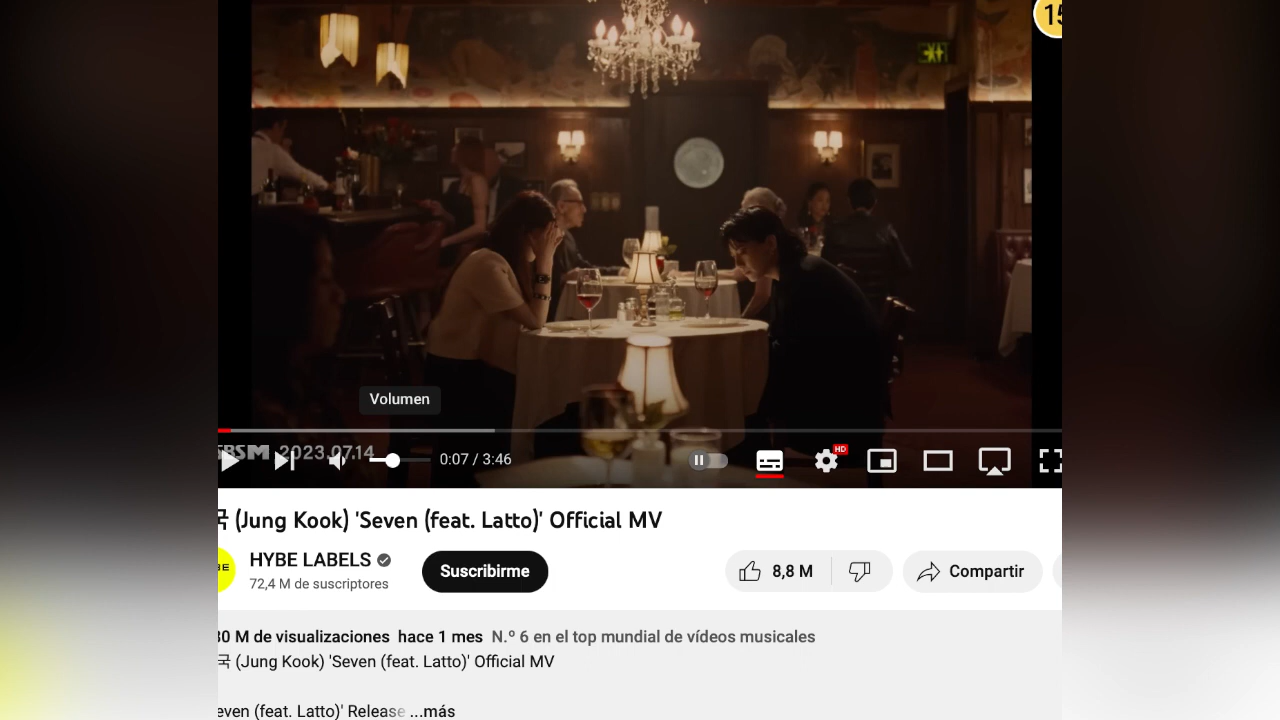 15
EXIT
Volumen
2023.07.14
0:07 / 3:46
HD
국 (Jung Kook) 'Seven (feat. Latto)' Official MV
HYBE LABELS
72,4 M de suscriptores
Suscribirme
8,8 M
Compartir
30 M de visualizaciones hace 1 mes N.º 6 en el top mundial de vídeos musicales
국 (Jung Kook) 'Seven (feat. Latto)' Official MV
even (feat. Latto)' Release ...más